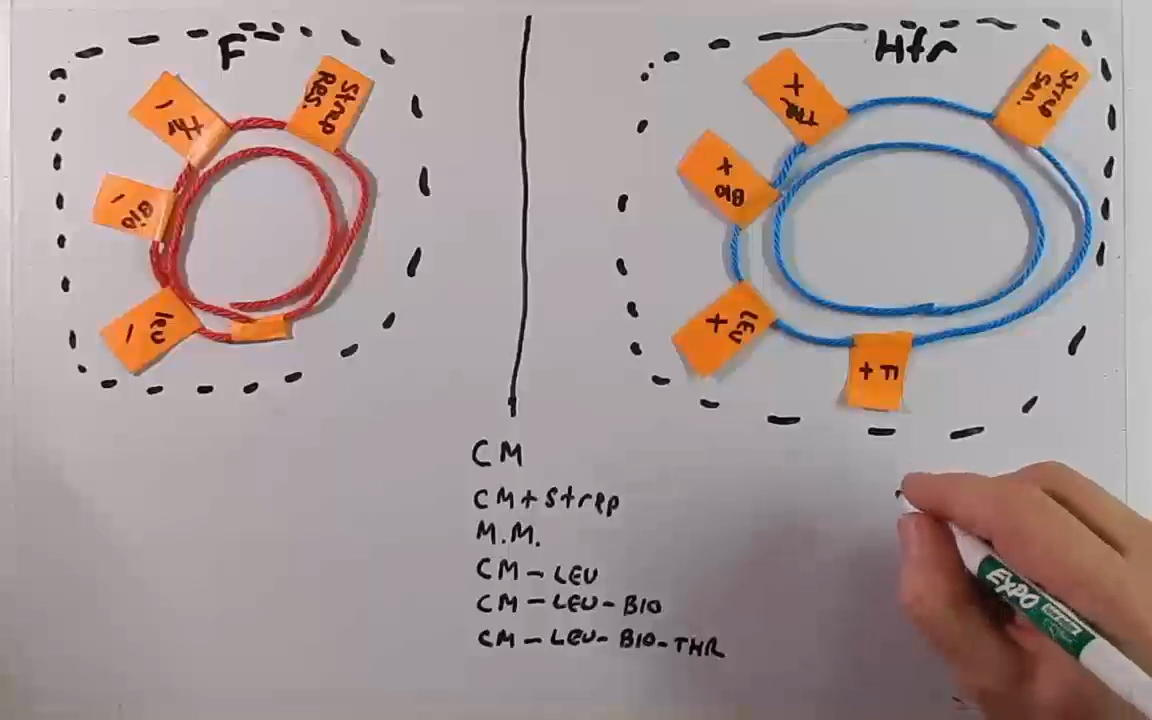 F
Strep
Res.
thr
-
Bio
-
leu
-
Hfr
Strep
Sen.
THR
+
BIO
+
LEU
+
F+
CM
CM+Strep
M.M.
CM-LEU
CM-LEU-BIO
CM-LEU-BIO-THR
EXPO